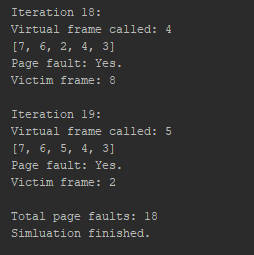 Iteration 18:
Virtual frame called: 4
[7, 6, 2, 4, 3]
Page fault: Yes.
Victim frame: 8
Iteration 19:
Virtual frame called: 5
[7, 6, 5, 4, 3]
Page fault: Yes.
Victim frame: 2
Total page faults: 18
Simluation finished.